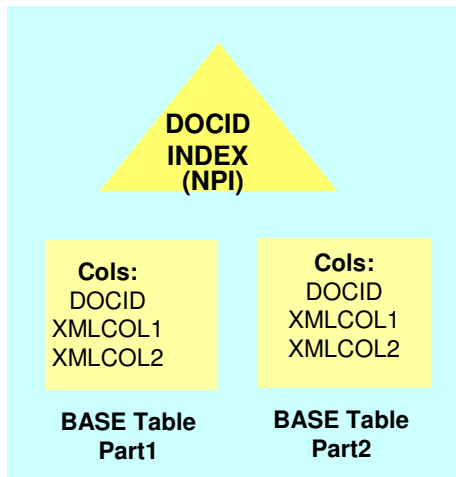 DOCID
INDEX
(NPI)
Cols:
DOCID
XMLCOL1
XMLCOL2
BASE Table
Part1
Cols:
DOCID
XMLCOL1
XMLCOL2
BASE Table
Part2